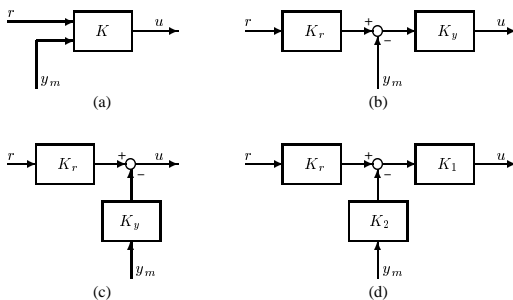 r K u
y_m
(a)
r K_r + − K_y u
y_m
(b)
r K_r + − u
K_y
y_m
(c)
r K_r + − K_1 u
K_2
y_m
(d)